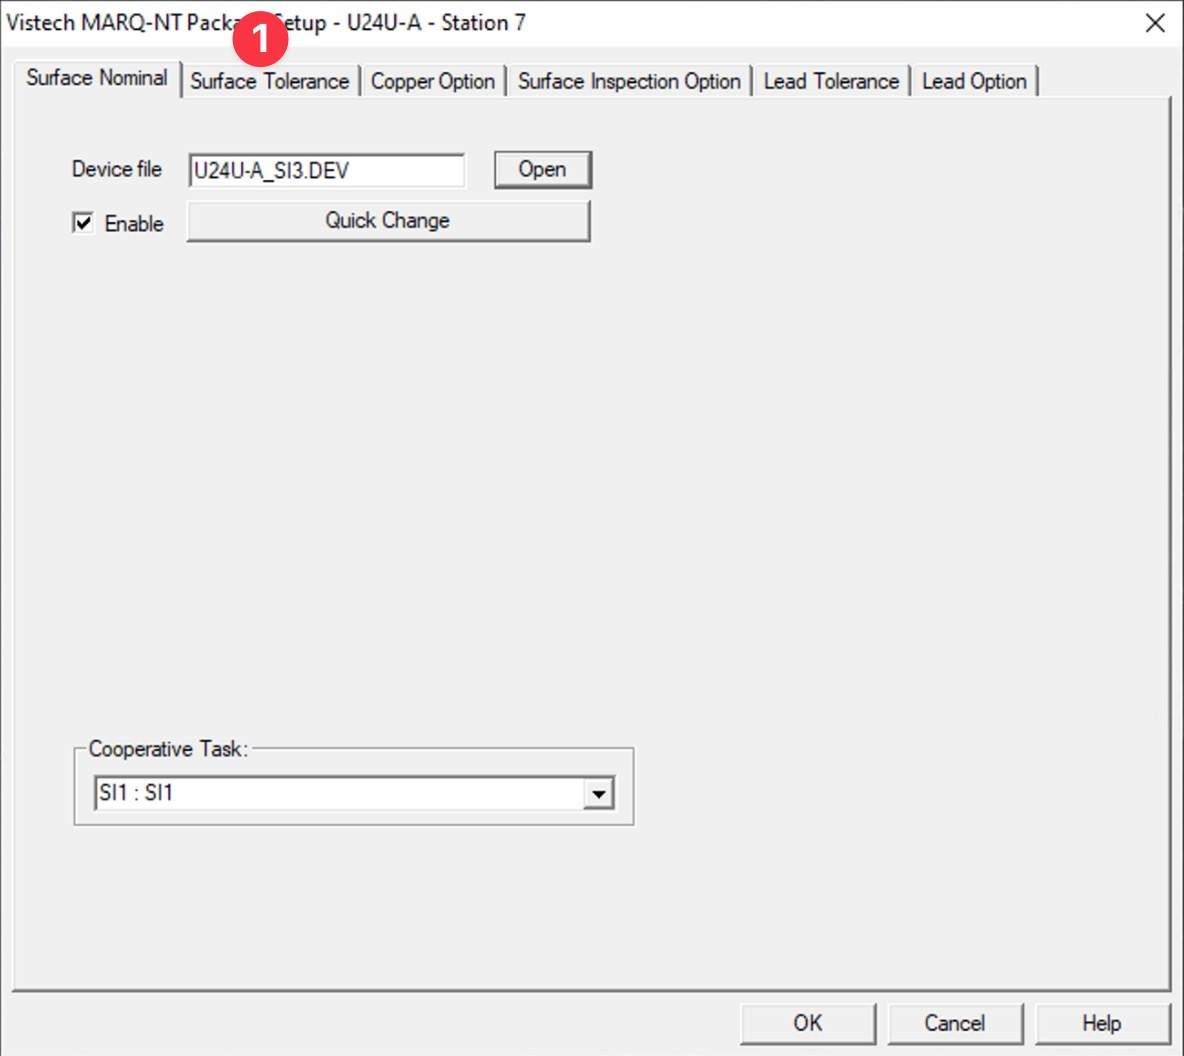 Vistech MARQ-NT Packa Setup - U24U-A - Station 7
1
Surface Nominal
Surface Tolerance
Copper Option
Surface Inspection Option
Lead Tolerance
Lead Option
Device file
U24U-A_SI3.DEV
Open
Enable
Quick Change
Cooperative Task:
SI1 : SI1
OK
Cancel
Help